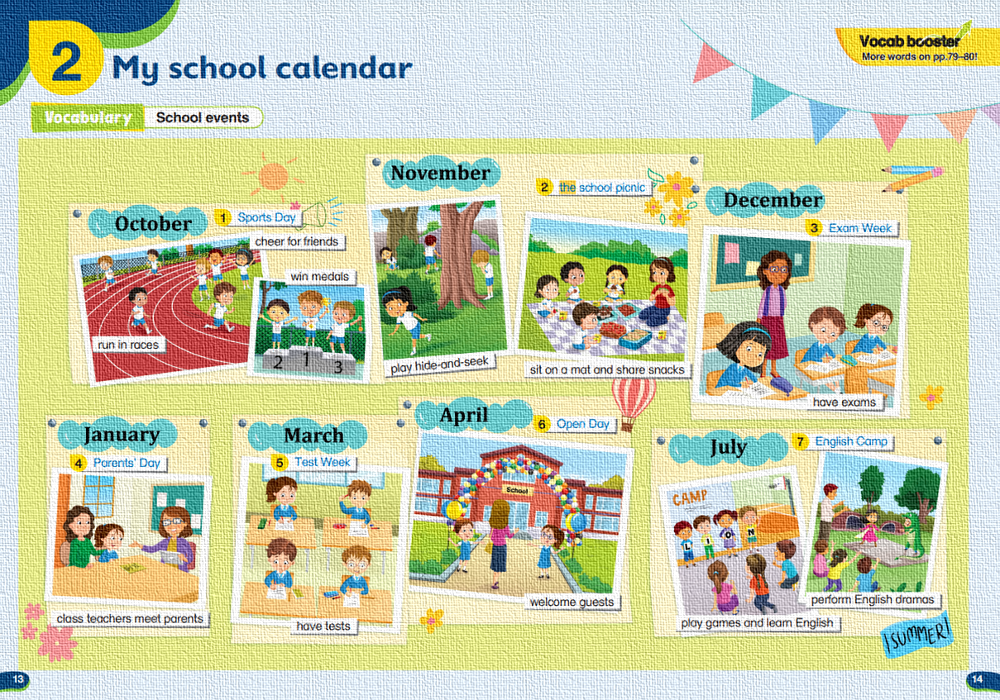 2
My school calendar
Vocab booster
More words on pp.79–80!
Vocabulary
School events
October
1 Sports Day
cheer for friends
win medals
run in races
2 1 3
November
2 the school picnic
play hide-and-seek
sit on a mat and share snacks
December
3 Exam Week
have exams
January
4 Parents' Day
class teachers meet parents
March
5 Test Week
have tests
April
6 Open Day
School
welcome guests
July
7 English Camp
CAMP
L I O N
play games and learn English
perform English dramas
SUMMER!
13
14